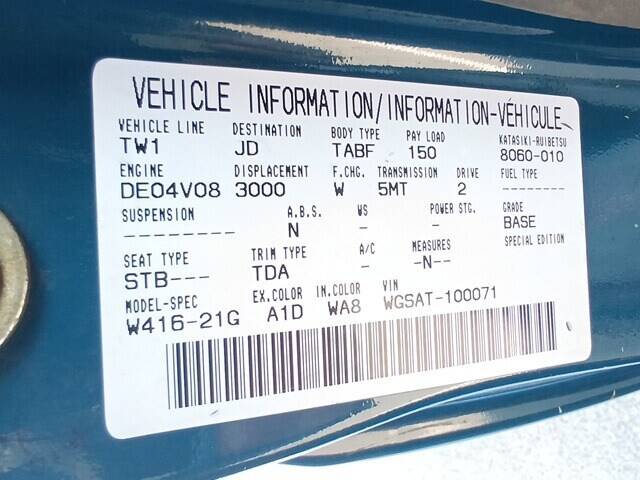 VEHICLE INFORMATION/INFORMATION-VÉHICULE
VEHICLE LINE DESTINATION BODY TYPE PAY LOAD KATASIKI-RUIBETSU
TW1 JD TABF 150 8060-010
ENGINE DISPLACEMENT F.CHG. TRANSMISSION DRIVE FUEL TYPE
DE04V08 3000 W 5MT 2 --------
SUSPENSION A.B.S. WS POWER STG. GRADE
-------- N - - BASE
SEAT TYPE TRIM TYPE A/C MEASURES SPECIAL EDITION
STB--- TDA - -N--
MODEL-SPEC EX.COLOR IN.COLOR VIN
W416-21G A1D WA8 WGSAT-100071